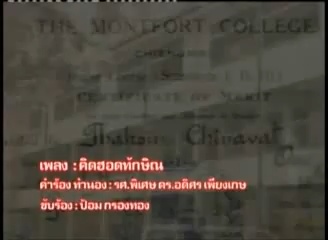 THE MONTFORT COLLEGE
CHIENGMAI
CERTIFICATE OF MERIT
Thaksin Chinavat
เพลง : คิดฮอดทักษิณ
คำร้อง ทำนอง : รศ.พิเศษ ดร.อดิศร เพียงเกษ
ขับร้อง : ป้อม กรองทอง